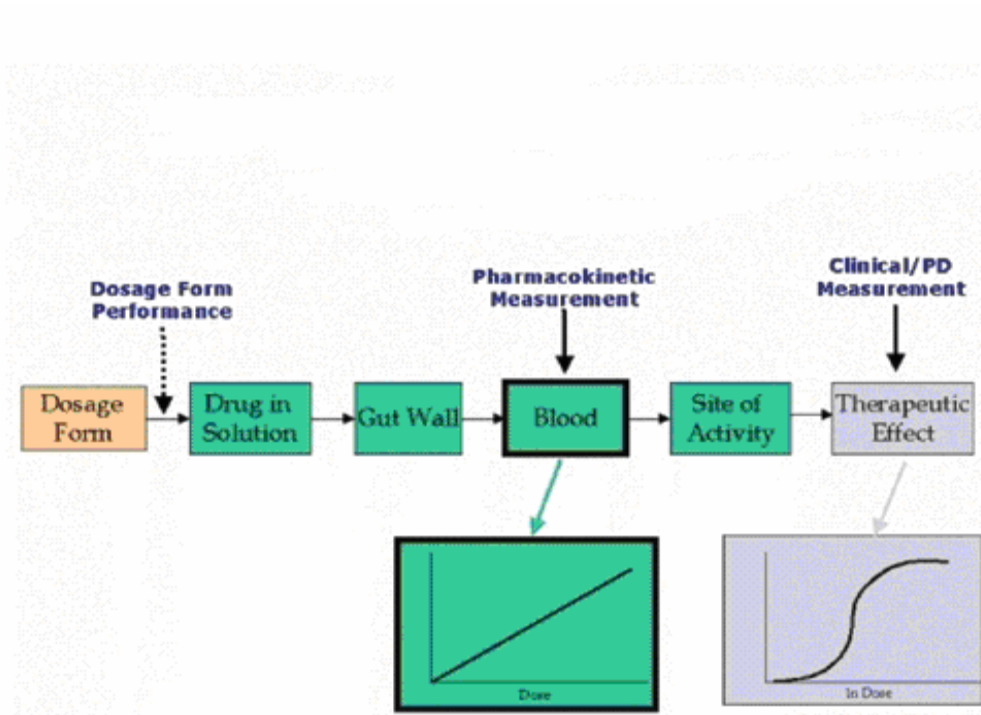 Dosage Form
Performance
Pharmacokinetic
Measurement
Clinical/PD
Measurement
Dosage
Form
Drug in
Solution
Gut Wall
Blood
Site of
Activity
Therapeutic
Effect
Dose
ln Dose